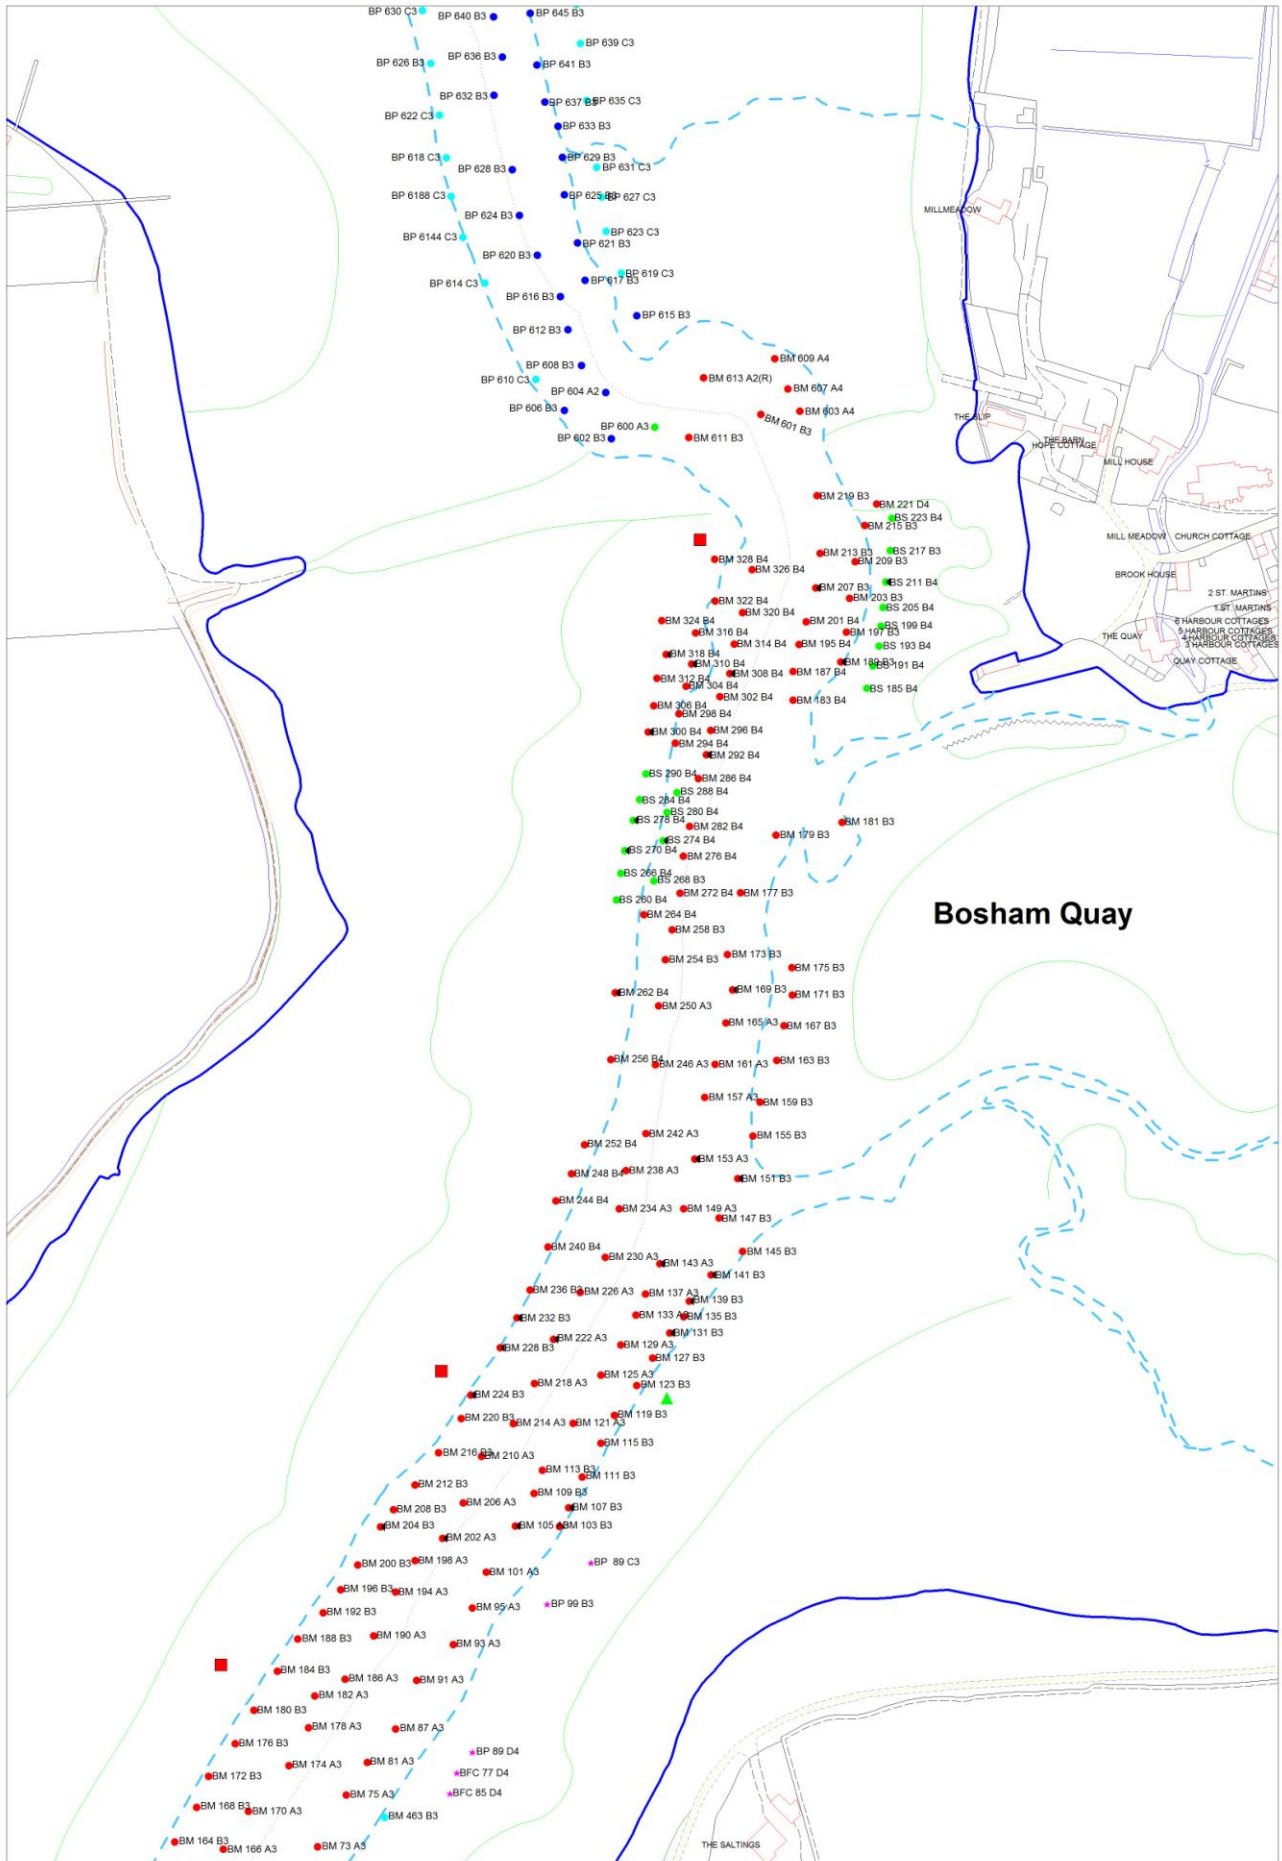 BP 630 C3
BP 640 B3
BP 645 B3
BP 639 C3
BP 636 B3
BP 626 B3
BP 641 B3
BP 632 B3
BP 637 B3
BP 635 C3
BP 622 C3
BP 633 B3
BP 618 C3
BP 629 B3
BP 628 B3
BP 631 C3
BP 6188 C3
BP 625 B3
BP 627 C3
MILLMEADOW
BP 624 B3
BP 6144 C3
BP 623 C3
BP 621 B3
BP 620 B3
BP 619 C3
BP 614 C3
BP 617 B3
BP 616 B3
BP 615 B3
BP 612 B3
BM 609 A4
BP 608 B3
BP 610 C3
BM 613 A2(R)
BM 607 A4
BP 604 A2
BP 606 B3
BM 603 A4
BM 601 B3
THE SLIP
BP 600 A3
BP 602 B3
BM 611 B3
THE BARN
HOPE COTTAGE
MILL HOUSE
BM 219 B3
BM 221 D4
BS 223 B4
BM 215 B3
MILL MEADOW
CHURCH COTTAGE
BM 213 B3
BS 217 B3
BM 328 B4
BM 209 B3
BM 326 B4
BROOK HOUSE
BS 211 B4
BM 207 B3
2 ST. MARTINS
BM 322 B4
BM 203 B3
BS 205 B4
1 ST. MARTINS
BM 320 B4
BM 324 B4
BM 201 B4
BS 199 B4
6 HARBOUR COTTAGES
BM 316 B4
BM 197 B3
5 HARBOUR COTTAGES
THE QUAY
4 HARBOUR COTTAGES
BM 314 B4
BM 195 B4
BS 193 B4
3 HARBOUR COTTAGES
BM 318 B4
BM 310 B4
BM 189 B3
BS 191 B4
QUAY COTTAGE
BM 308 B4
BM 187 B4
BM 312 B4
BM 304 B4
BS 185 B4
BM 302 B4
BM 183 B4
BM 306 B4
BM 298 B4
BM 300 B4
BM 296 B4
BM 294 B4
BM 292 B4
BS 290 B4
BM 286 B4
BS 288 B4
BS 284 B4
BS 280 B4
BS 278 B4
BM 282 B4
BM 181 B3
BM 179 B3
BS 274 B4
BS 270 B4
BM 276 B4
BS 266 B4
BS 268 B3
BM 272 B4
BM 177 B3
BS 260 B4
BM 264 B4
Bosham Quay
BM 258 B3
BM 254 B3
BM 173 B3
BM 175 B3
BM 262 B4
BM 169 B3
BM 171 B3
BM 250 A3
BM 165 A3
BM 167 B3
BM 256 B4
BM 246 A3
BM 161 A3
BM 163 B3
BM 157 A3
BM 159 B3
BM 242 A3
BM 155 B3
BM 252 B4
BM 153 A3
BM 248 B4
BM 238 A3
BM 151 B3
BM 244 B4
BM 234 A3
BM 149 A3
BM 147 B3
BM 240 B4
BM 230 A3
BM 145 B3
BM 143 A3
BM 141 B3
BM 236 B3
BM 226 A3
BM 137 A3
BM 139 B3
BM 232 B3
BM 133 A3
BM 135 B3
BM 222 A3
BM 131 B3
BM 228 B3
BM 129 A3
BM 127 B3
BM 125 A3
BM 218 A3
BM 123 B3
BM 224 B3
BM 220 B3
BM 214 A3
BM 121 A3
BM 119 B3
BM 115 B3
BM 216 B3
BM 210 A3
BM 113 B3
BM 111 B3
BM 212 B3
BM 109 B3
BM 208 B3
BM 206 A3
BM 107 B3
BM 204 B3
BM 105 A3
BM 103 B3
BM 202 A3
BM 200 B3
BM 198 A3
BM 101 A3
BP 89 C3
BM 196 B3
BM 194 A3
BM 192 B3
BM 95 A3
BP 99 B3
BM 188 B3
BM 190 A3
BM 93 A3
BM 184 B3
BM 186 A3
BM 91 A3
BM 182 A3
BM 180 B3
BM 178 A3
BM 87 A3
BM 176 B3
BP 89 D4
BM 174 A3
BM 81 A3
BFC 77 D4
BM 172 B3
BM 75 A3
BFC 85 D4
BM 168 B3
BM 170 A3
BM 463 B3
BM 164 B3
BM 166 A3
BM 73 A3
THE SALTINGS